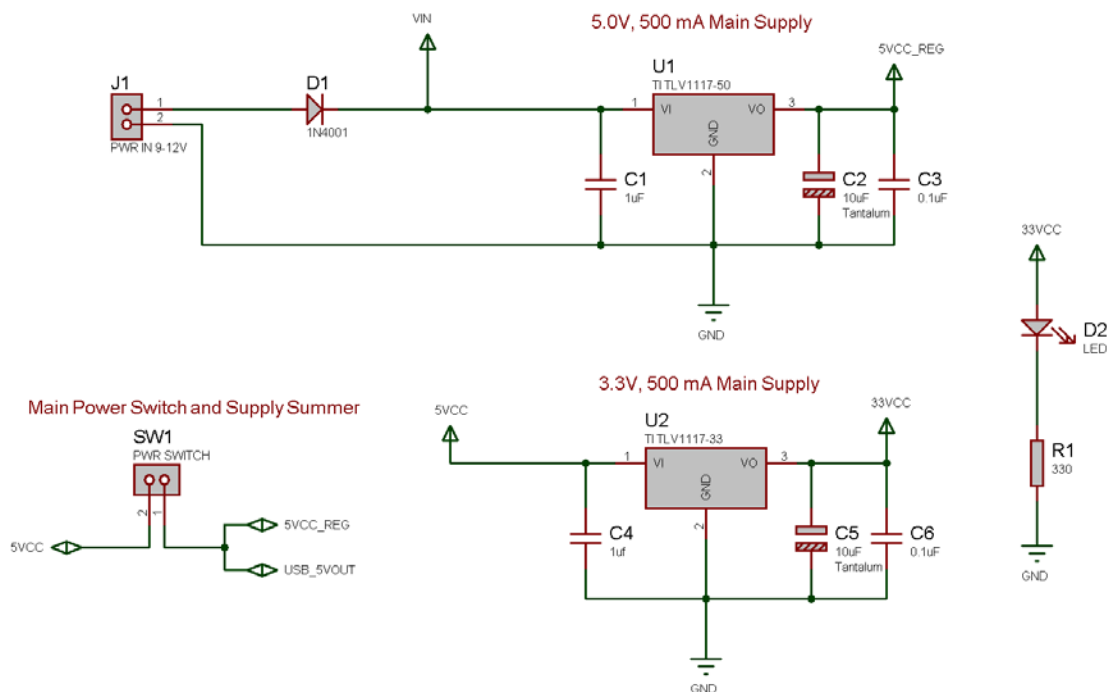 VIN
5.0V, 500 mA Main Supply
5VCC_REG
J1
D1
U1
TI TLV1117-50
1
2
1N4001
PWR IN 9-12V
1
VI
VO
3
GND
2
C1
1uF
C2
10uF
Tantalum
C3
0.1uF
GND
33VCC
D2
LED
R1
330
GND
Main Power Switch and Supply Summer
SW1
PWR SWITCH
2
1
5VCC
5VCC_REG
USB_5VOUT
3.3V, 500 mA Main Supply
5VCC
33VCC
U2
TI TLV1117-33
1
VI
VO
3
GND
2
C4
1uf
C5
10uF
Tantalum
C6
0.1uF
GND